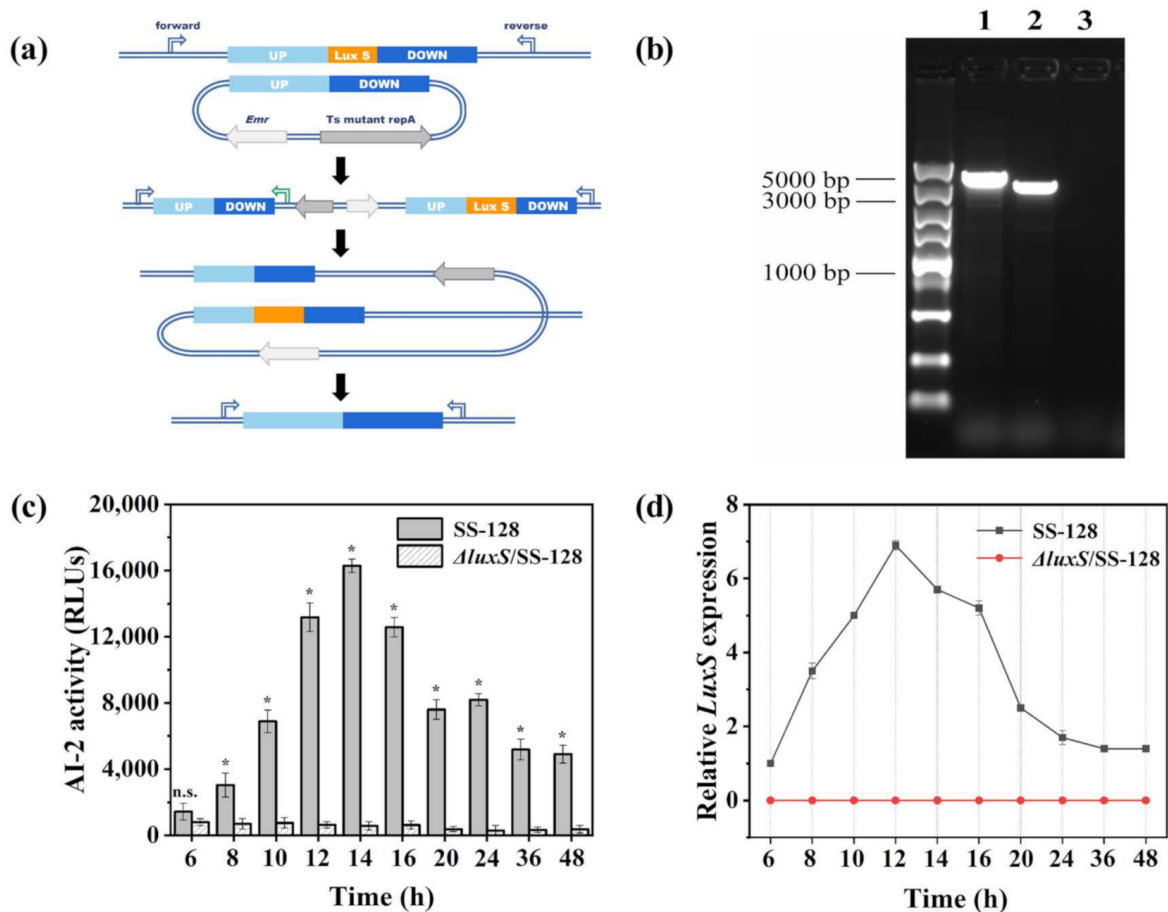 (a)
forward
reverse
UP
Lux S
DOWN
UP
DOWN
Emr
Ts mutant repA
UP
DOWN
UP
Lux S
DOWN
(b)
1 2 3
5000 bp
3000 bp
1000 bp
(c)
20,000
16,000
12,000
8,000
4,000
0
AI-2 activity (RLUs)
SS-128
ΔluxS/SS-128
n.s.
*
*
*
*
*
*
*
*
*
6 8 10 12 14 16 20 24 36 48
Time (h)
(d)
8
6
4
2
0
Relative LuxS expression
SS-128
ΔluxS/SS-128
6 8 10 12 14 16 20 24 36 48
Time (h)